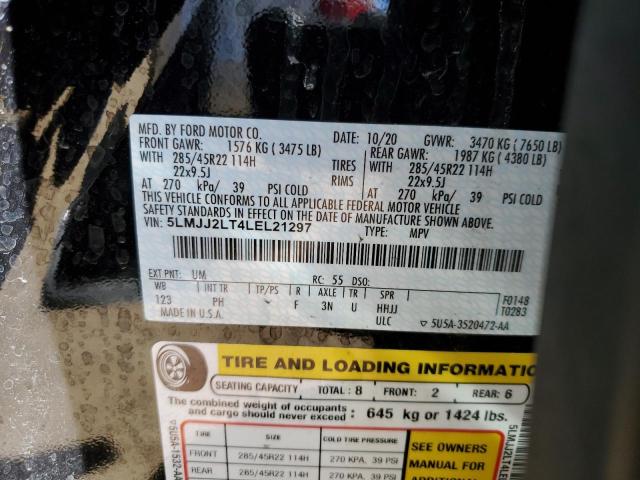 MFD. BY FORD MOTOR CO.
DATE: 10/20 GVWR: 3470 KG ( 7650 LB)
FRONT GAWR: 1576 KG ( 3475 LB)
REAR GAWR: 1987 KG ( 4380 LB)
WITH 285/45R22 114H TIRES WITH 285/45R22 114H
22x9.5J RIMS 22x9.5J
AT 270 kPa/ 39 PSI COLD AT 270 kPa/ 39 PSI COLD
THIS VEHICLE CONFORMS TO ALL APPLICABLE FEDERAL MOTOR VEHICLE
SAFETY STANDARDS IN EFFECT ON THE DATE OF MANUFACTURE SHOWN ABOVE.
VIN: 5LMJJ2LT4LEL21297
TYPE: MPV
EXT PNT: UM RC: 55 DSO:
WB INT TR TP/PS R AXLE TR SPR
123 PH F 3N U HHJJ
ULC
F0148
T0283
MADE IN U.S.A.
▽ 5U5A-3520472-AA
TIRE AND LOADING INFORMATIO
SEATING CAPACITY TOTAL: 8 FRONT: 2 REAR: 6
The combined weight of occupants
and cargo should never exceed : 645 kg or 1424 lbs.
TIRE SIZE COLD TIRE PRESSURE
FRONT 285/45R22 114H 270 KPA, 39 PSI
REAR 285/45R22 114H 270 KPA, 39 PSI
SEE OWNERS
MANUAL FOR
ADDITIONAL
▽5U5A-1532-AA
5LMJJ2LT4LE